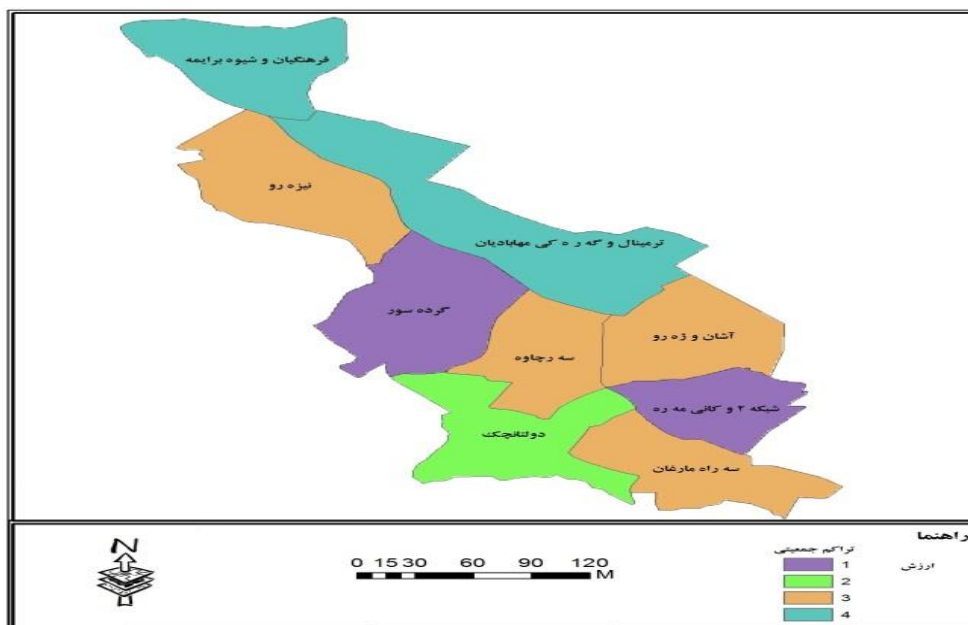 فرهنگیان و شیوه برایمه
نیزه رو
ترمینال و گه ر ه کی مهابادیان
گرده سور
آشان و ژه رو
سه رچاوه
شبکه ۲ و کانی مه ره
دولتانچک
سه راه مارغان
N
0 15 30 60 90 120
M
راهنما
تراکم جمعیتی
ارزش
1
2
3
4